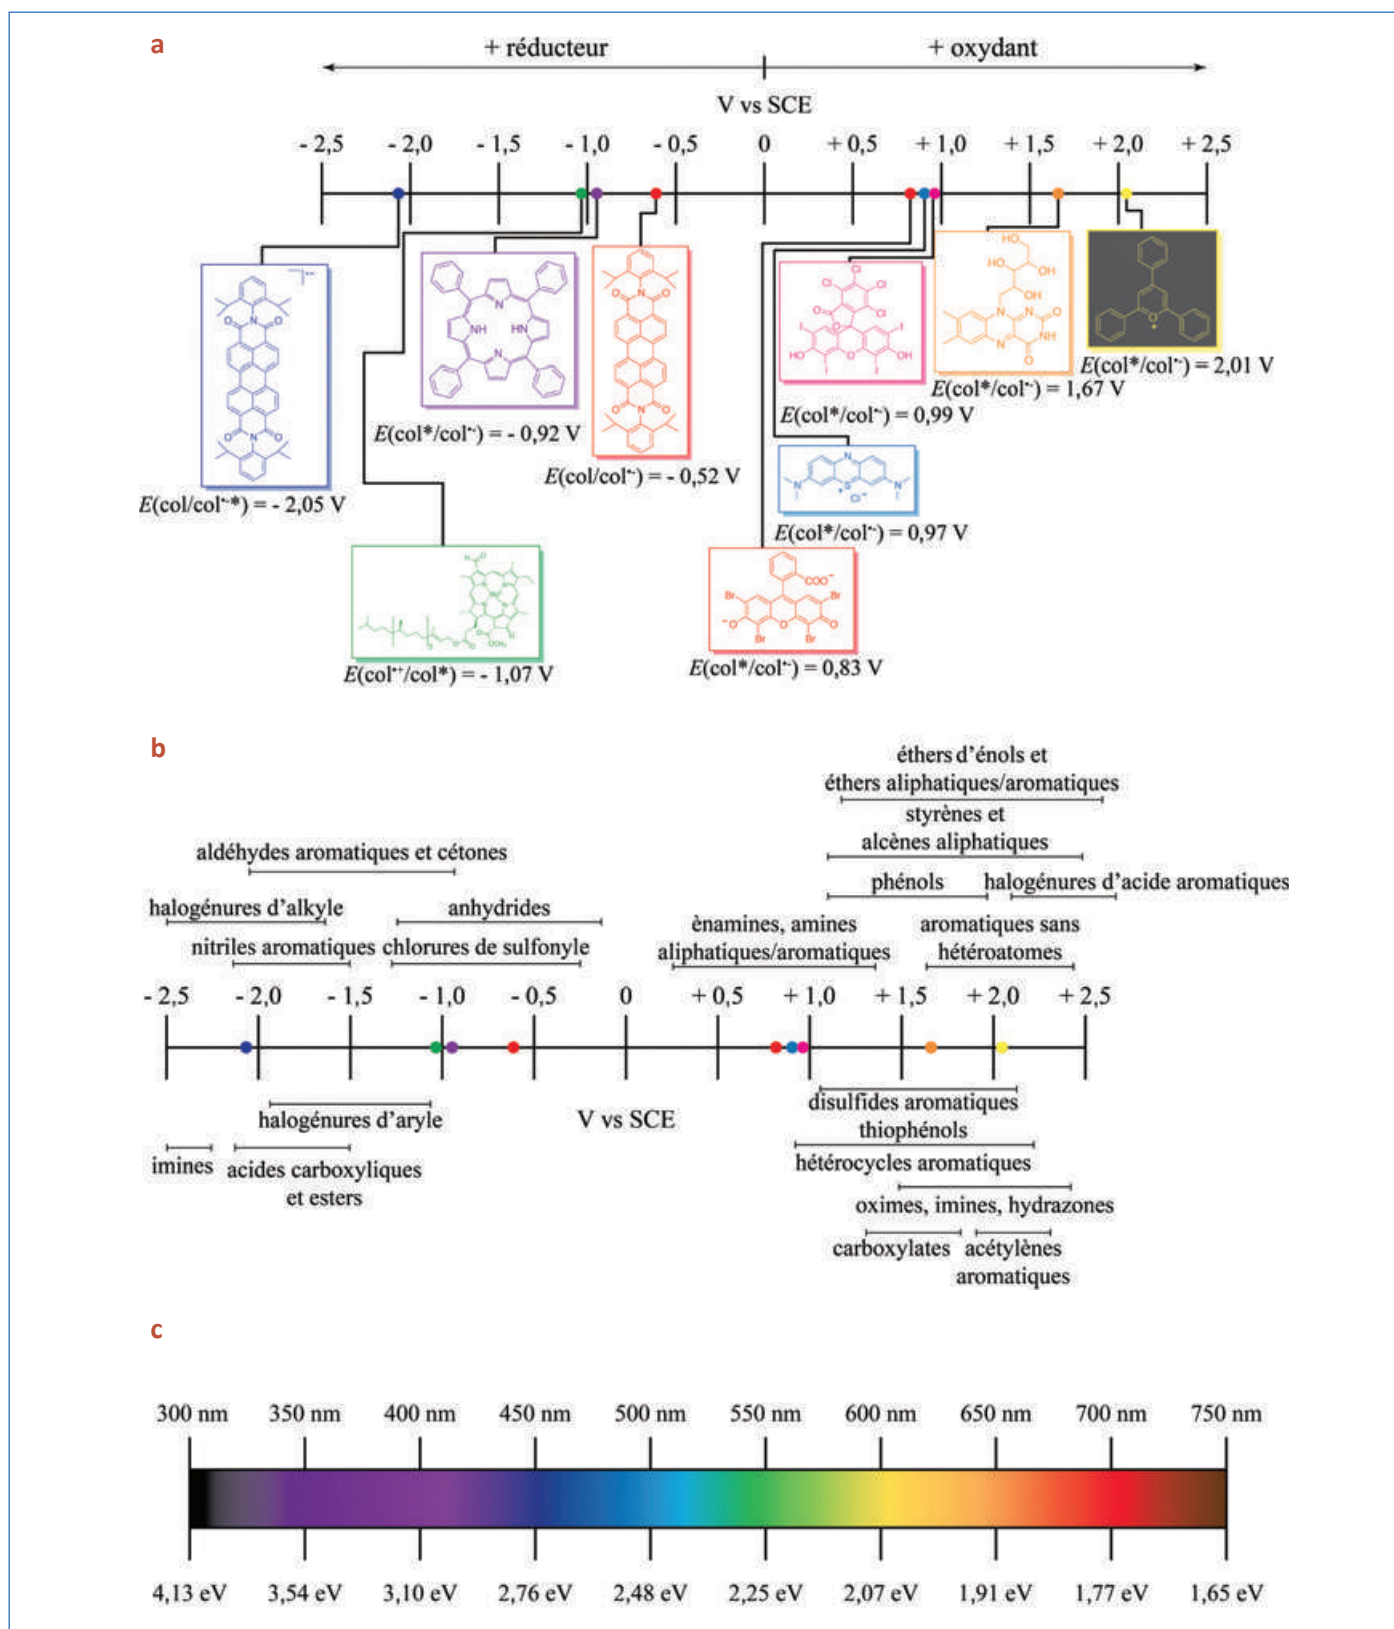 a
+ réducteur + oxydant
V vs SCE
- 2,5 - 2,0 - 1,5 - 1,0 - 0,5 0 + 0,5 + 1,0 + 1,5 + 2,0 + 2,5
E(col*/col•-) = 2,01 V
E(col*/col•-) = 1,67 V
E(col*/col•-) = 0,99 V
E(col*/col•-) = - 0,92 V
E(col/col•-) = - 0,52 V
E(col/col•-*) = - 2,05 V
E(col*/col•-) = 0,97 V
E(col*/col•-) = 0,83 V
E(col•+/col*) = - 1,07 V
b
éthers d'énols et
éthers aliphatiques/aromatiques
styrènes et
alcènes aliphatiques
aldéhydes aromatiques et cétones
phénols halogénures d'acide aromatiques
halogénures d'alkyle anhydrides
ènamines, amines aromatiques sans
nitriles aromatiques chlorures de sulfonyle aliphatiques/aromatiques hétéroatomes
- 2,5 - 2,0 - 1,5 - 1,0 - 0,5 0 + 0,5 + 1,0 + 1,5 + 2,0 + 2,5
disulfides aromatiques
halogénures d'aryle V vs SCE
thiophénols
imines acides carboxyliques hétérocycles aromatiques
et esters
oximes, imines, hydrazones
carboxylates acétylènes
aromatiques
c
300 nm 350 nm 400 nm 450 nm 500 nm 550 nm 600 nm 650 nm 700 nm 750 nm
4,13 eV 3,54 eV 3,10 eV 2,76 eV 2,48 eV 2,25 eV 2,07 eV 1,91 eV 1,77 eV 1,65 eV